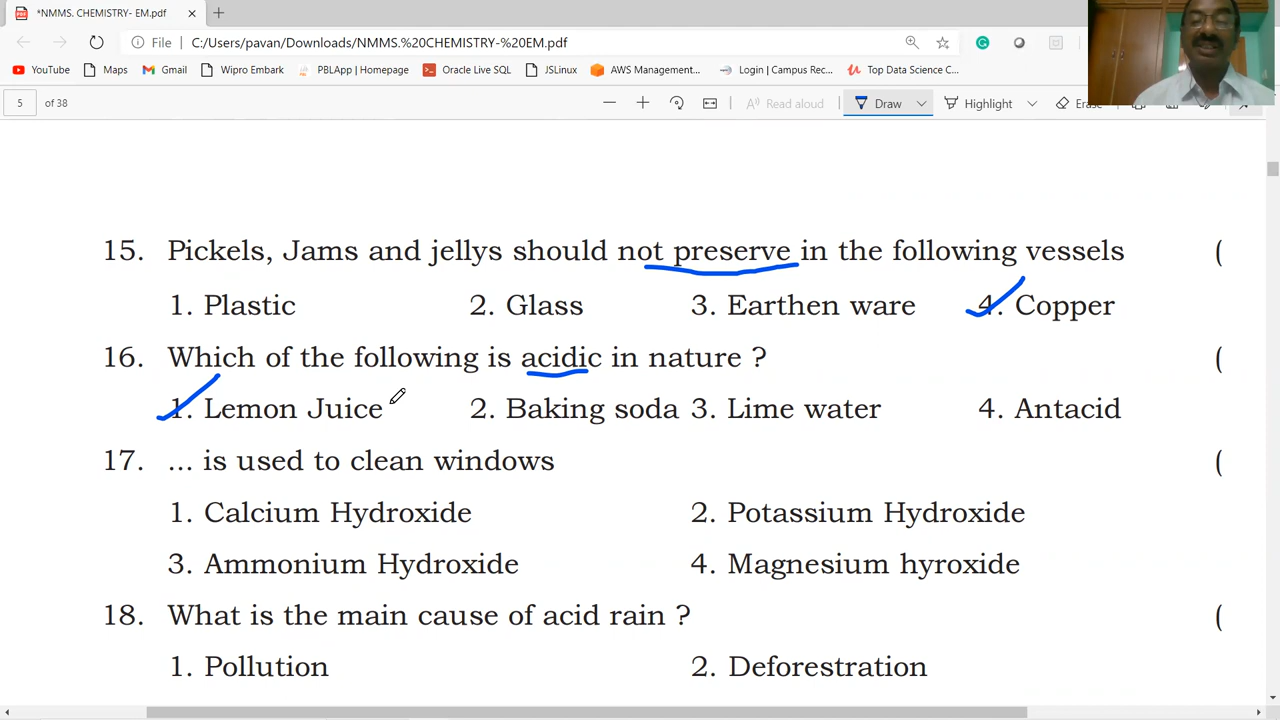 *NMMS. CHEMISTRY- EM.pdf
File C:/Users/pavan/Downloads/NMMS.%20CHEMISTRY-%20EM.pdf
YouTube Maps Gmail Wipro Embark PBLApp | Homepage Oracle Live SQL JSLinux AWS Management... Login | Campus Rec... Top Data Science C...
5 of 38 Read aloud Draw Highlight Erase
15. Pickels, Jams and jellys should not preserve in the following vessels (
1. Plastic 2. Glass 3. Earthen ware 4. Copper
16. Which of the following is acidic in nature ? (
1. Lemon Juice 2. Baking soda 3. Lime water 4. Antacid
17. ... is used to clean windows (
1. Calcium Hydroxide 2. Potassium Hydroxide
3. Ammonium Hydroxide 4. Magnesium hyroxide
18. What is the main cause of acid rain ? (
1. Pollution 2. Deforestration